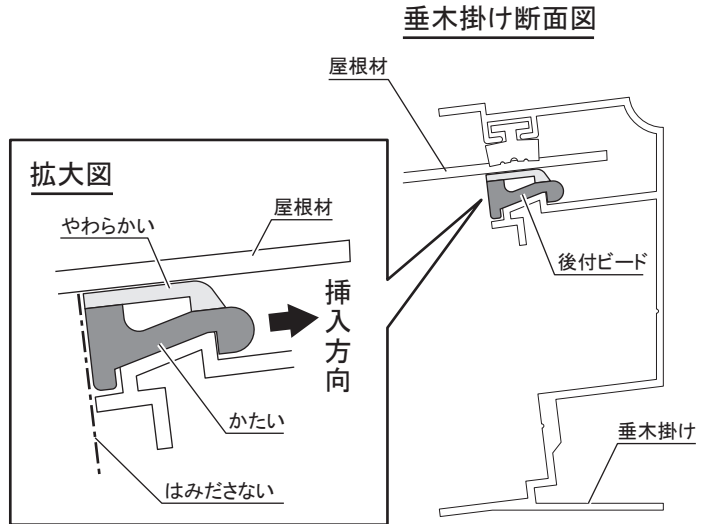 垂木掛け断面図
屋根材
拡大図
やわらかい
屋根材
挿入方向
後付ビード
かたい
はみださない
垂木掛け